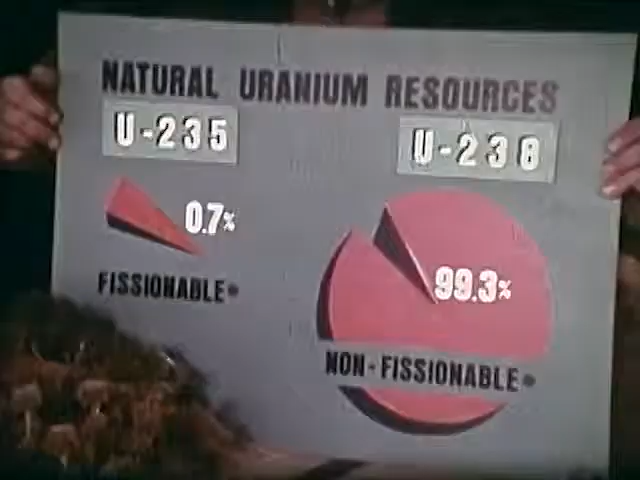 NATURAL URANIUM RESOURCES
U-235
U-238
0.7%
99.3%
FISSIONABLE*
NON-FISSIONABLE*